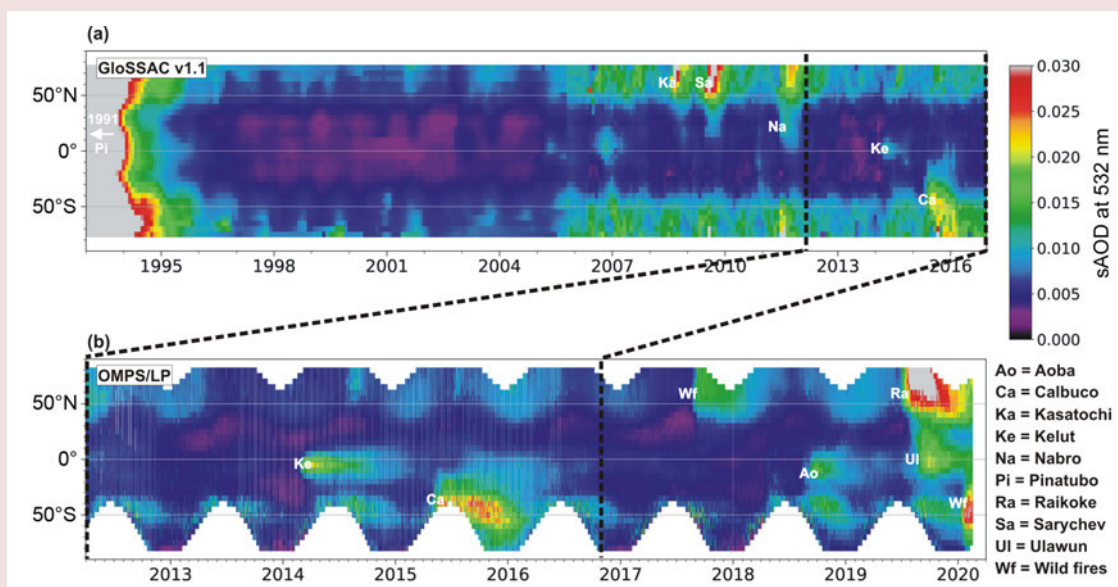 (a)
GloSSAC v1.1
50°N
0°
50°S
1991
Pi
Ka
Sa
Na
Ke
Ca
1995
1998
2001
2004
2007
2010
2013
2016
0.030
0.025
0.020
0.015
0.010
0.005
0.000
sAOD at 532 nm
(b)
OMPS/LP
50°N
0°
50°S
Ke
Ca
Wf
Ao
Ra
Ul
Wf
2013
2014
2015
2016
2017
2018
2019
2020
Ao = Aoba
Ca = Calbuco
Ka = Kasatochi
Ke = Kelut
Na = Nabro
Pi = Pinatubo
Ra = Raikoke
Sa = Sarychev
Ul = Ulawun
Wf = Wild fires